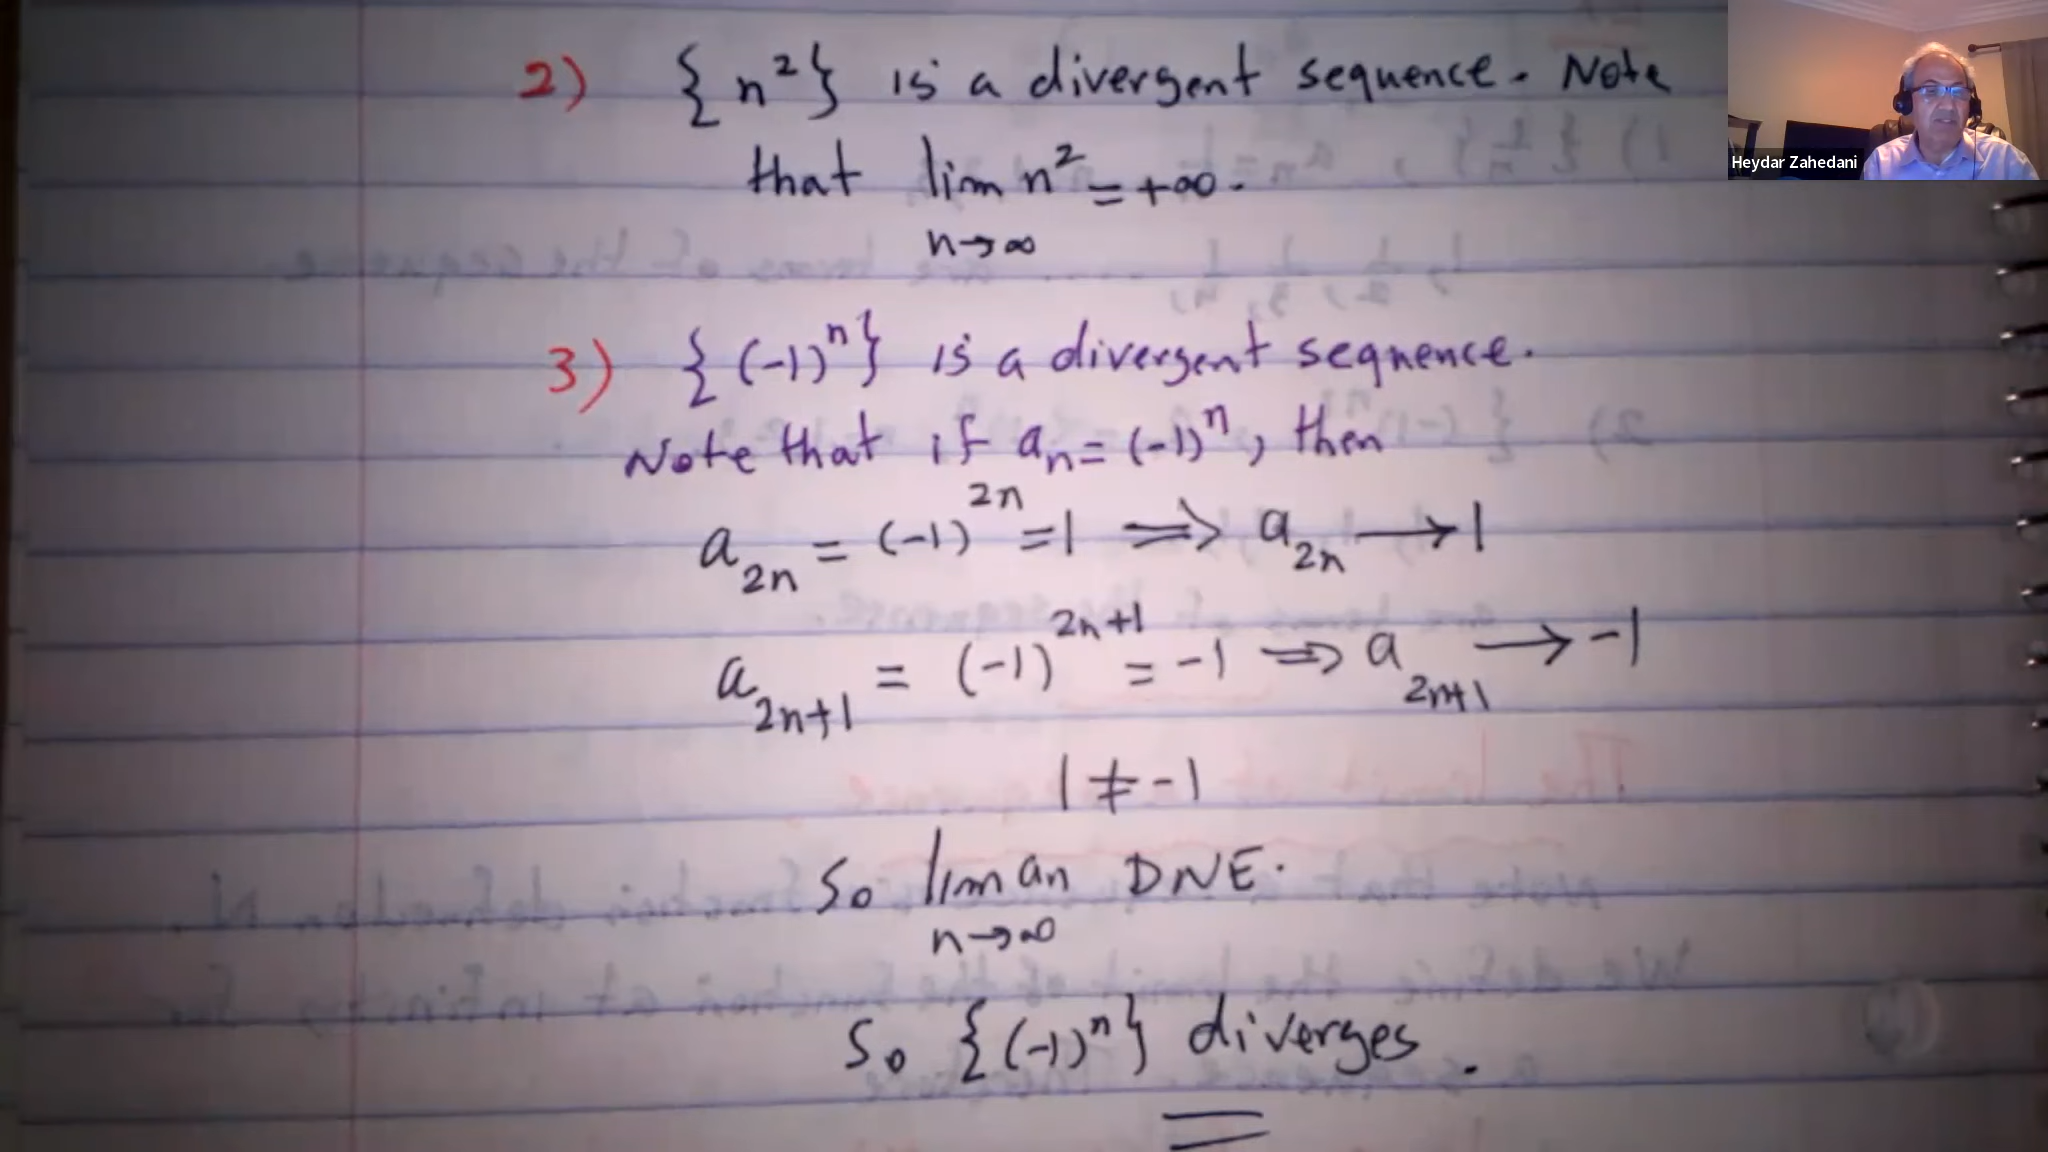 2) {n²} is a divergent sequence. Note
that lim n² = +∞.
n→∞
3) {(-1)ⁿ} is a divergent sequence.
Note that if aₙ = (-1)ⁿ, then
a₂ₙ = (-1)²ⁿ = 1 ⟹ a₂ₙ ⟶ 1
a₂ₙ₊₁ = (-1)²ⁿ⁺¹ = -1 ⟹ a₂ₙ₊₁ ⟶ -1
1 ≠ -1
So lim an DNE.
n→∞
So {(-1)ⁿ} diverges.
Heydar Zahedani